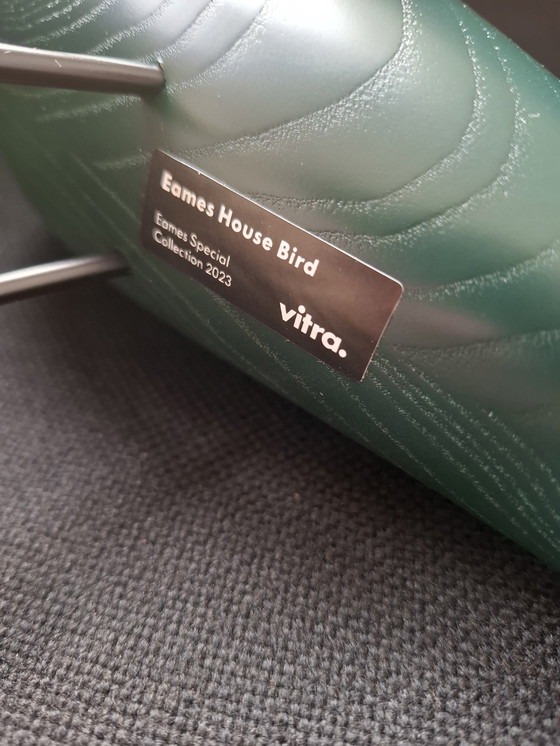 Eames House Bird
Eames Special
Collection 2023
vitra.